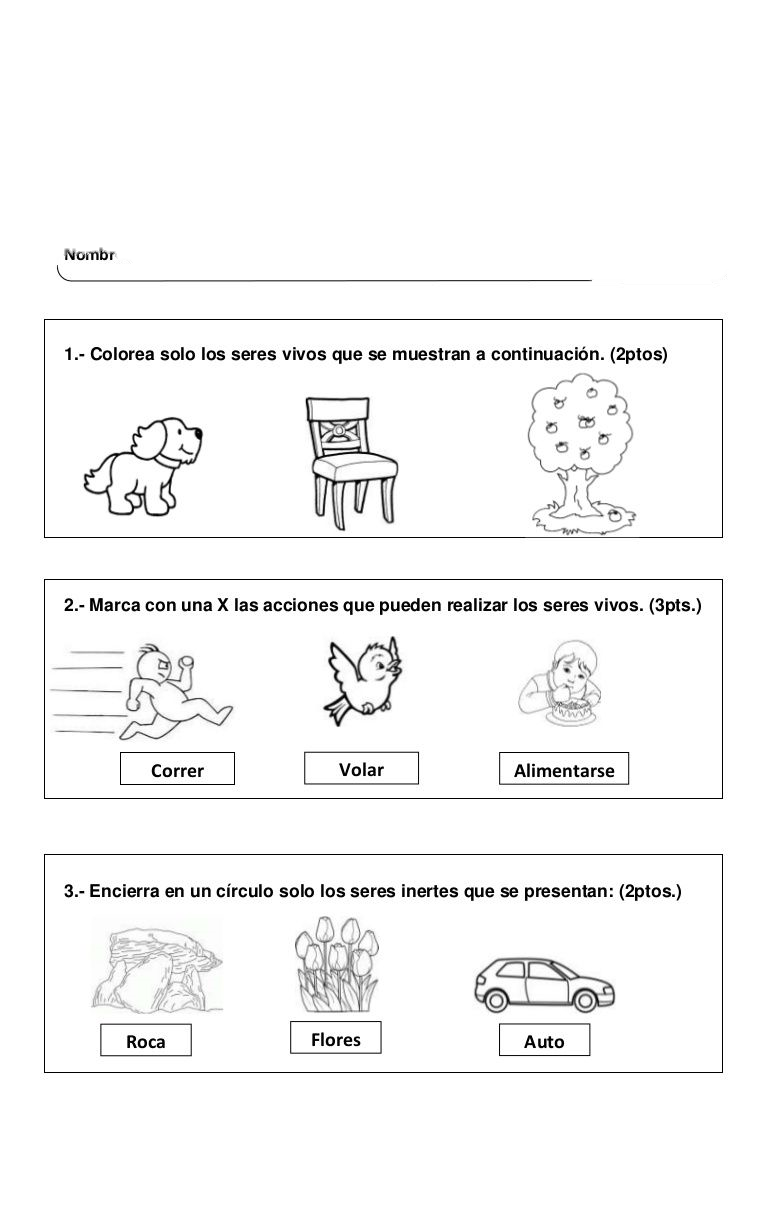 Nombr
1.- Colorea solo los seres vivos que se muestran a continuación. (2ptos)
2.- Marca con una X las acciones que pueden realizar los seres vivos. (3pts.)
Correr
Volar
Alimentarse
3.- Encierra en un círculo solo los seres inertes que se presentan: (2ptos.)
Roca
Flores
Auto